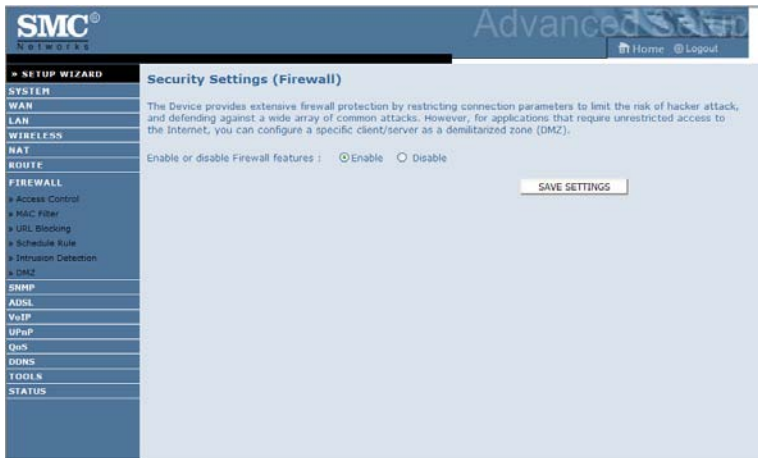 SMC®
Networks
Advanced Setup
Home Logout
» SETUP WIZARD
SYSTEM
WAN
LAN
WIRELESS
NAT
ROUTE
FIREWALL
» Access Control
» MAC Filter
» URL Blocking
» Schedule Rule
» Intrusion Detection
» DMZ
SNMP
ADSL
VoIP
UPnP
QoS
DDNS
TOOLS
STATUS
Security Settings (Firewall)
The Device provides extensive firewall protection by restricting connection parameters to limit the risk of hacker attack,
and defending against a wide array of common attacks. However, for applications that require unrestricted access to
the Internet, you can configure a specific client/server as a demilitarized zone (DMZ).
Enable or disable Firewall features : Enable Disable
SAVE SETTINGS